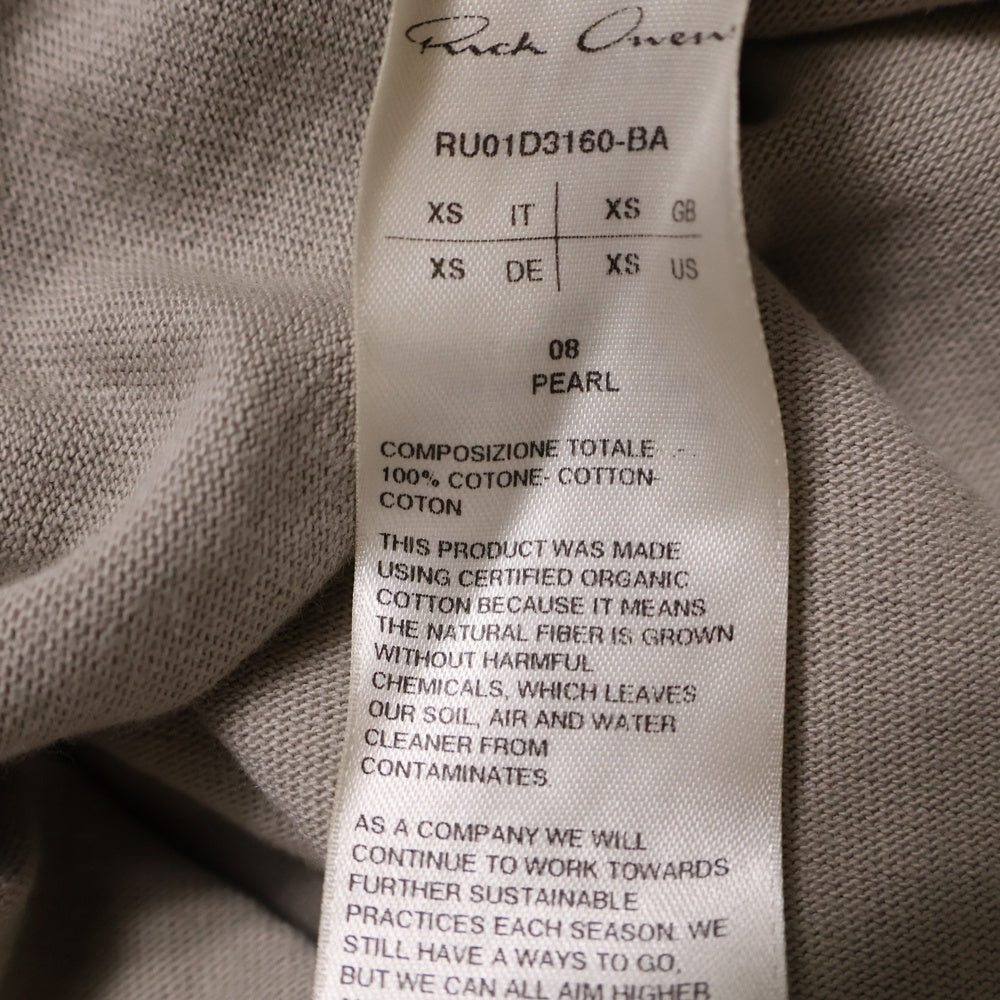 Rick Owens
RU01D3160-BA
XS IT XS GB
XS DE XS US
08
PEARL
COMPOSIZIONE TOTALE
100% COTONE- COTTON-
COTON
THIS PRODUCT WAS MADE
USING CERTIFIED ORGANIC
COTTON BECAUSE IT MEANS
THE NATURAL FIBER IS GROWN
WITHOUT HARMFUL
CHEMICALS, WHICH LEAVES
OUR SOIL, AIR AND WATER
CLEANER FROM
CONTAMINATES.
AS A COMPANY WE WILL
CONTINUE TO WORK TOWARDS
FURTHER SUSTAINABLE
PRACTICES EACH SEASON. WE
STILL HAVE A WAYS TO GO,
BUT WE CAN ALL AIM HIGHER